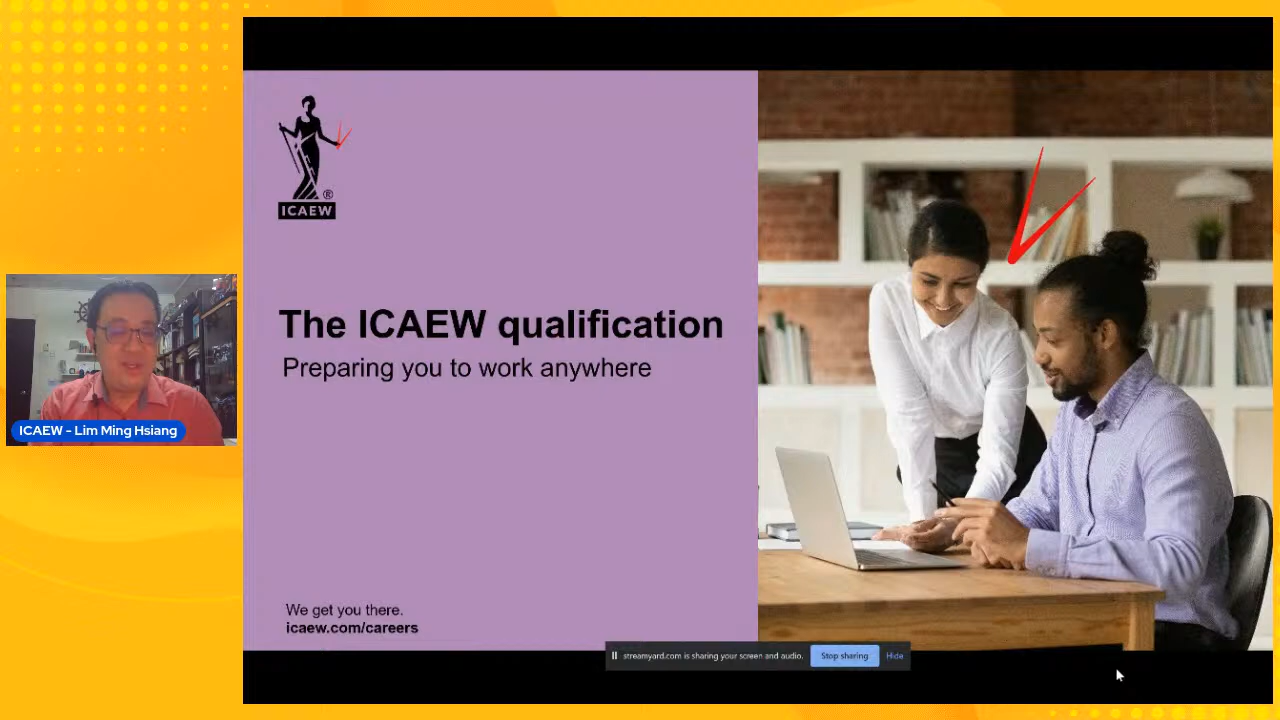 ®
ICAEW
The ICAEW qualification
Preparing you to work anywhere
ICAEW - Lim Ming Hsiang
We get you there.
icaew.com/careers
streamyard.com is sharing your screen and audio.
Stop sharing
Hide